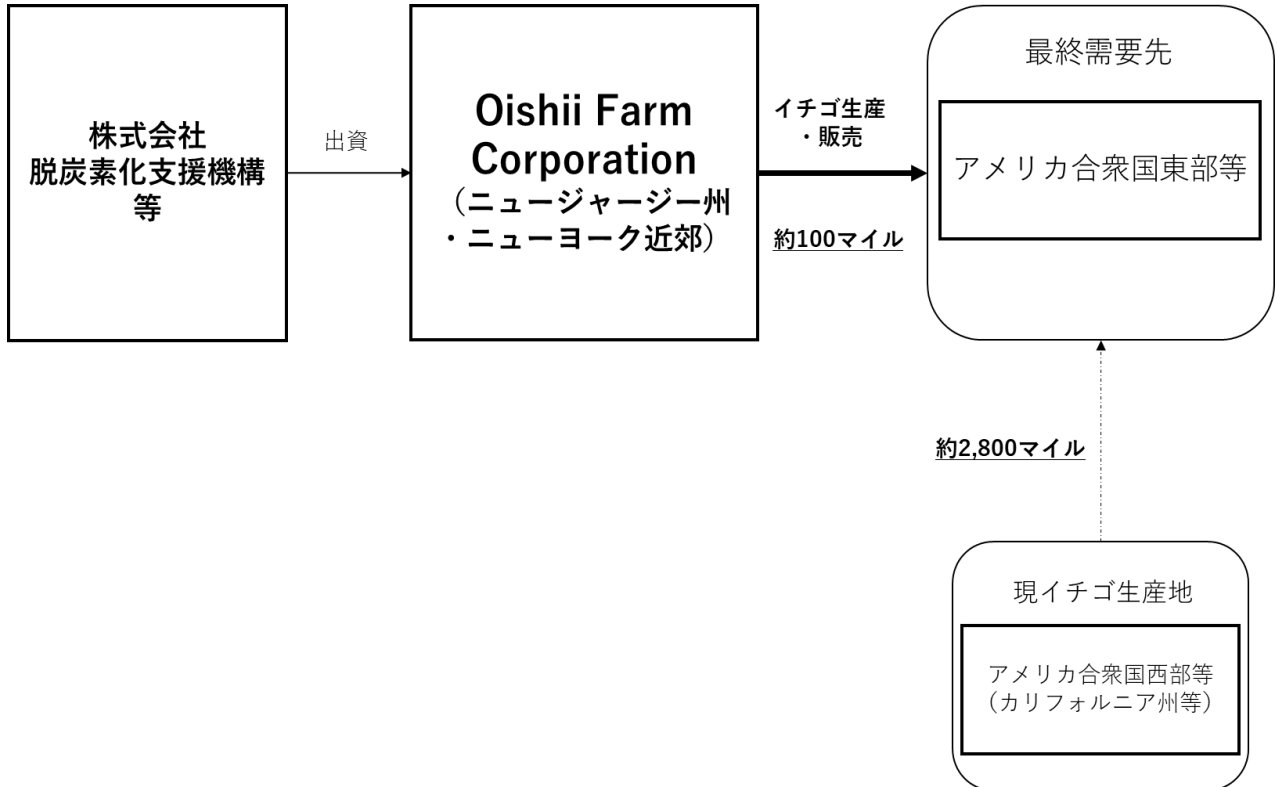 株式会社
脱炭素化支援機構
等
出資
Oishii Farm
Corporation
（ニュージャージー州
・ニューヨーク近郊）
イチゴ生産
・販売
約100マイル
最終需要先
アメリカ合衆国東部等
約2,800マイル
現イチゴ生産地
アメリカ合衆国西部等
（カリフォルニア州等）